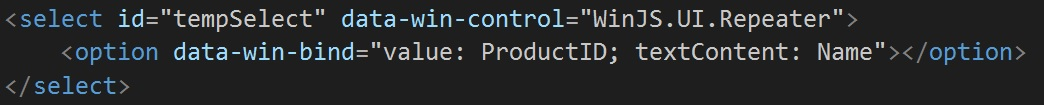 <select id="tempSelect" data-win-control="WinJS.UI.Repeater">
    <option data-win-bind="value: ProductID; textContent: Name"></option>
</select>